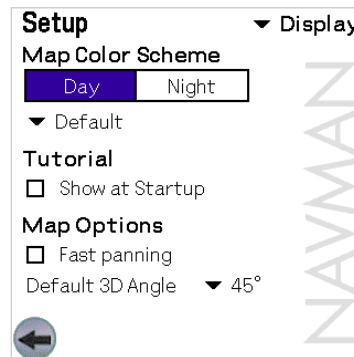 Setup
Display
Map Color Scheme
Day Night
Default
Tutorial
Show at Startup
Map Options
Fast panning
Default 3D Angle 45°
NAVMAN